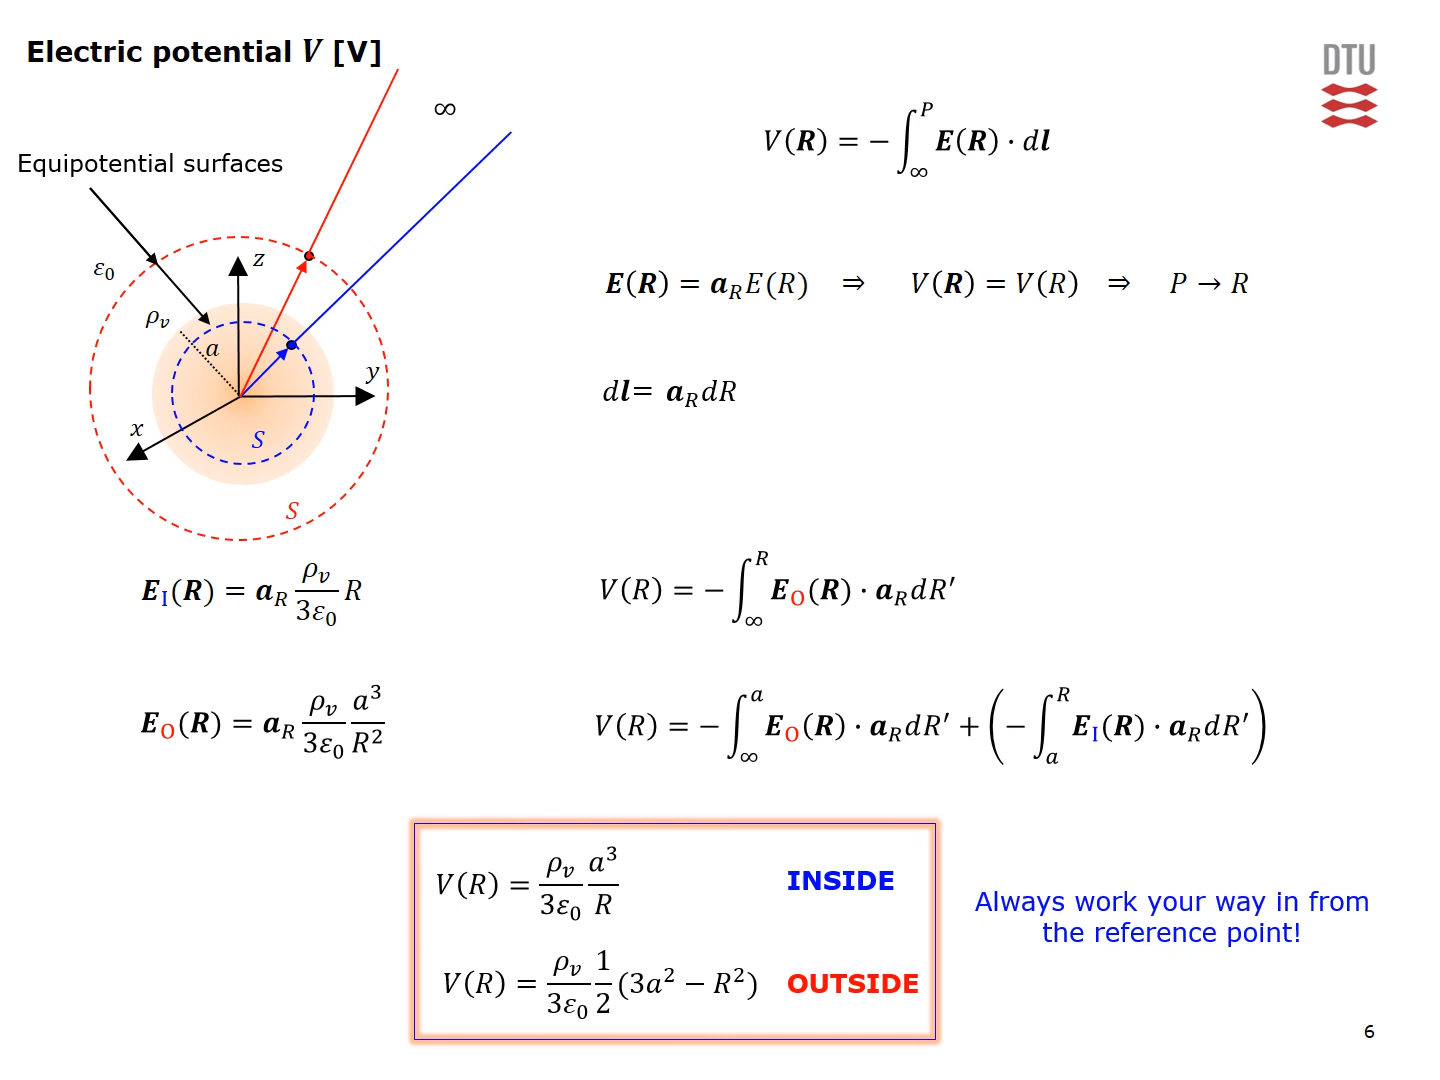 Electric potential 𝑽 [V]
DTU
∞
V(𝑹) = − ∫_∞^P 𝑬(𝑹) · d𝒍
Equipotential surfaces
z
ε₀
ρ_v
a
y
x
S
S
𝑬(𝑹) = 𝒂_R E(R) ⇒ V(𝑹) = V(R) ⇒ P → R
d𝒍 = 𝒂_R dR
𝑬_I(𝑹) = 𝒂_R ρ_v/(3ε₀) R
V(R) = − ∫_∞^R 𝑬_O(𝑹) · 𝒂_R dR′
𝑬_O(𝑹) = 𝒂_R ρ_v/(3ε₀) a³/R²
V(R) = − ∫_∞^a 𝑬_O(𝑹) · 𝒂_R dR′ + (− ∫_a^R 𝑬_I(𝑹) · 𝒂_R dR′)
V(R) = ρ_v/(3ε₀) a³/R INSIDE
V(R) = ρ_v/(3ε₀) 1/2 (3a² − R²) OUTSIDE
Always work your way in from
the reference point!
6